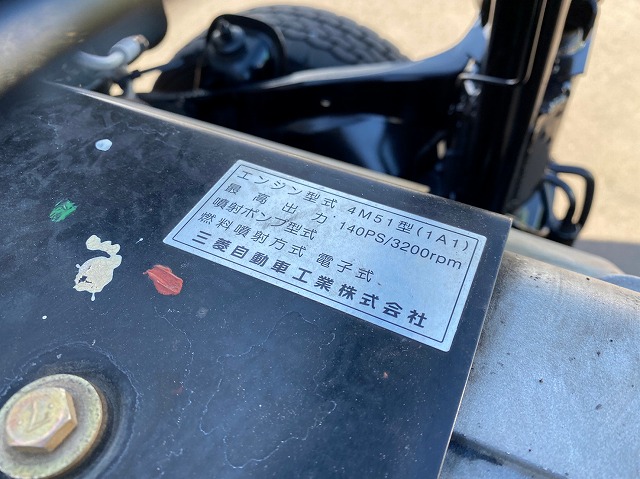 エンジン型式 4M51型(1A1)
最高出力 140PS/3200rpm
噴射ポンプ型式
燃料噴射方式 電子式
三菱自動車工業株式会社